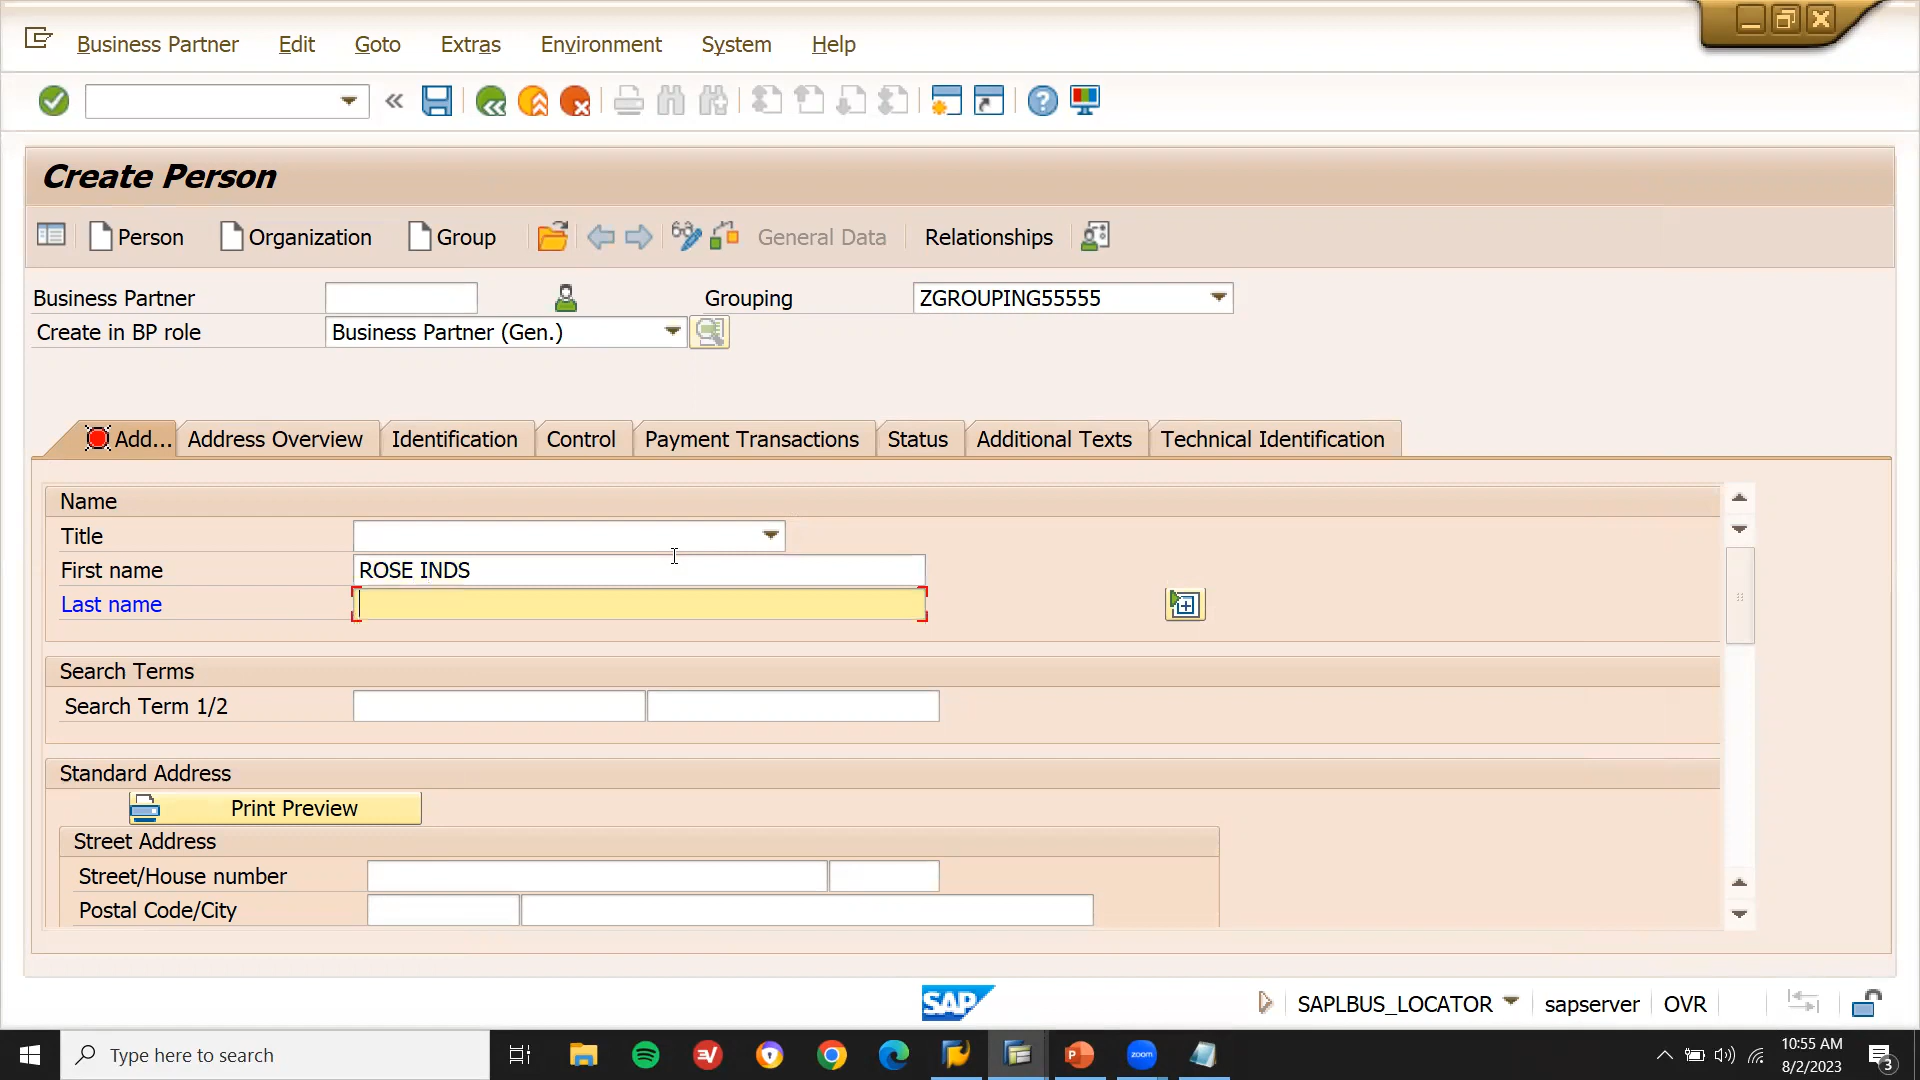 Business Partner Edit Goto Extras Environment System Help
Create Person
Person Organization Group General Data Relationships
Business Partner Grouping ZGROUPING55555
Create in BP role Business Partner (Gen.)
Add... Address Overview Identification Control Payment Transactions Status Additional Texts Technical Identification
Name
Title
First name ROSE INDS
Last name
Search Terms
Search Term 1/2
Standard Address
Print Preview
Street Address
Street/House number
Postal Code/City
SAP SAPLBUS_LOCATOR sapserver OVR
Type here to search zoom 10:55 AM
8/2/2023 3